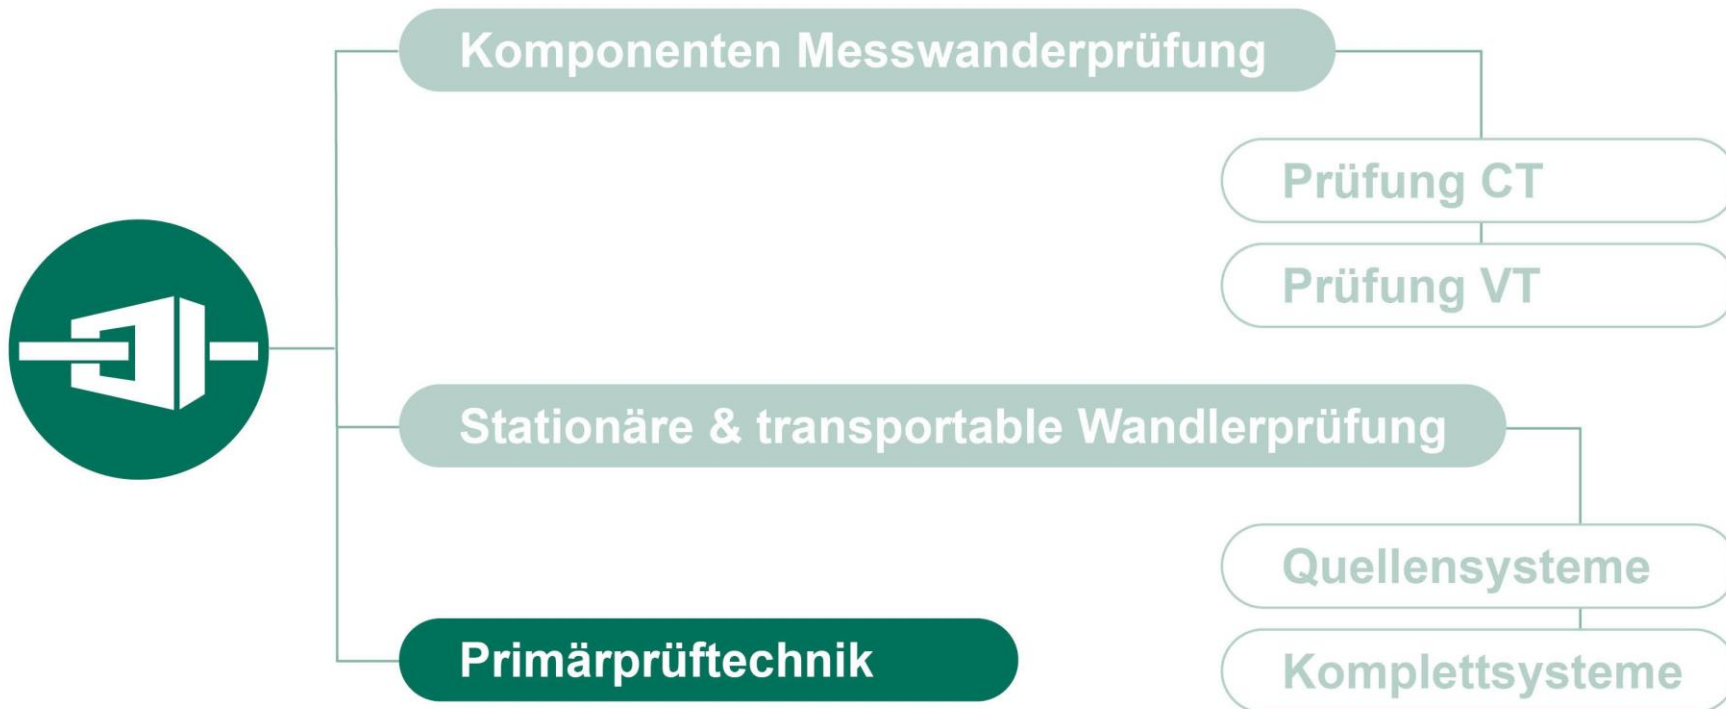 Komponenten Messwanderprüfung
Prüfung CT
Prüfung VT
Stationäre & transportable Wandlerprüfung
Quellensysteme
Primärprüftechnik
Komplettsysteme